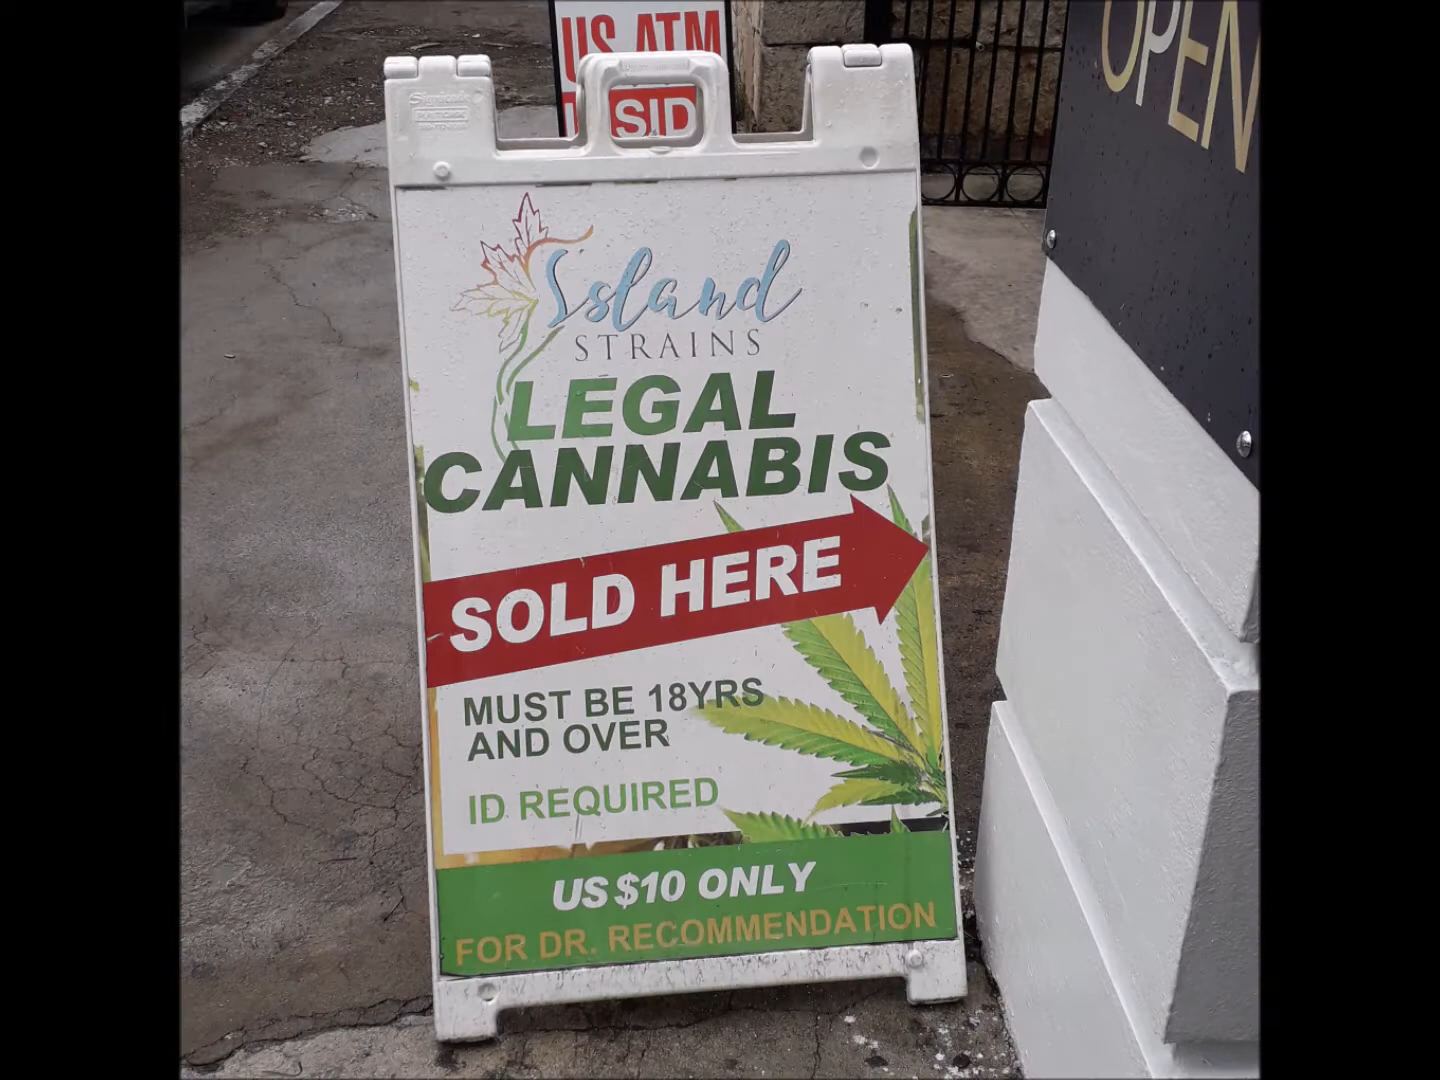 US ATM
SID
OPEN
Island
STRAINS
LEGAL
CANNABIS
SOLD HERE
MUST BE 18YRS
AND OVER
ID REQUIRED
US $10 ONLY
FOR DR. RECOMMENDATION